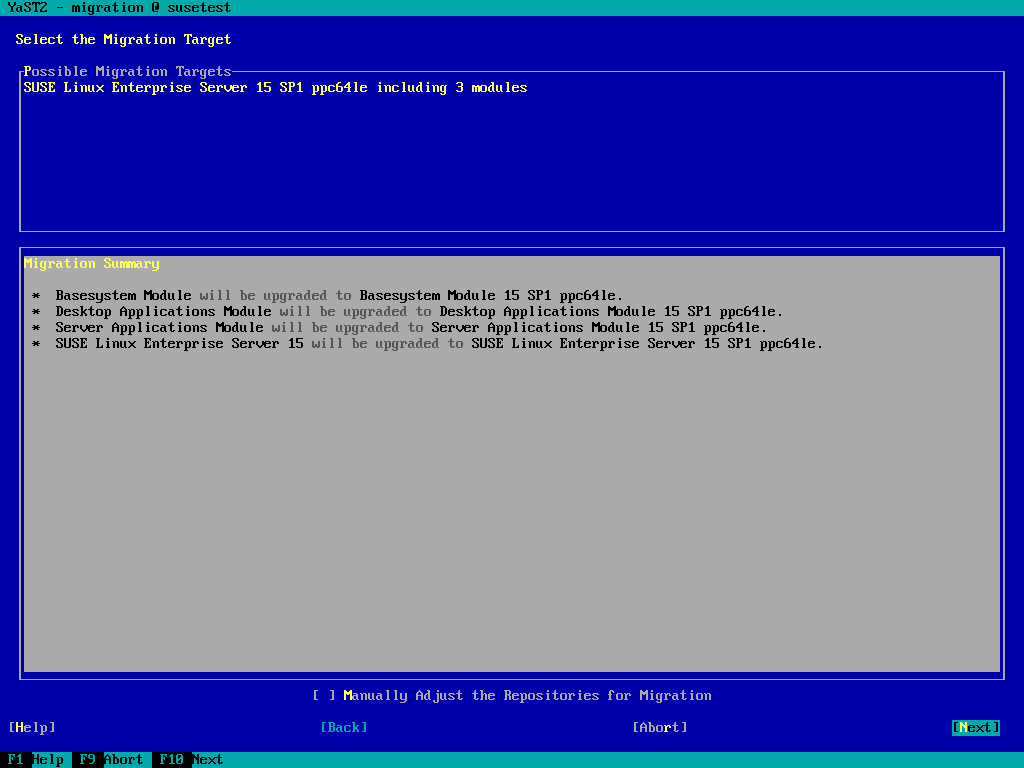 YaST2 - migration @ susetest
Select the Migration Target
Possible Migration Targets
SUSE Linux Enterprise Server 15 SP1 ppc64le including 3 modules
Migration Summary
* Basesystem Module will be upgraded to Basesystem Module 15 SP1 ppc64le.
* Desktop Applications Module will be upgraded to Desktop Applications Module 15 SP1 ppc64le.
* Server Applications Module will be upgraded to Server Applications Module 15 SP1 ppc64le.
* SUSE Linux Enterprise Server 15 will be upgraded to SUSE Linux Enterprise Server 15 SP1 ppc64le.
[ ] Manually Adjust the Repositories for Migration
[Help] [Back] [Abort] [Next]
F1 Help F9 Abort F10 Next